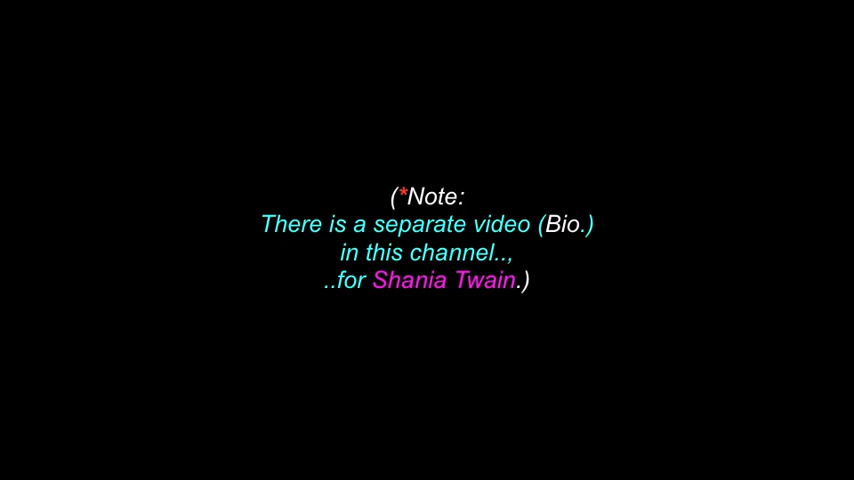 (*Note:
There is a separate video (Bio.)
in this channel..,
..for Shania Twain.)